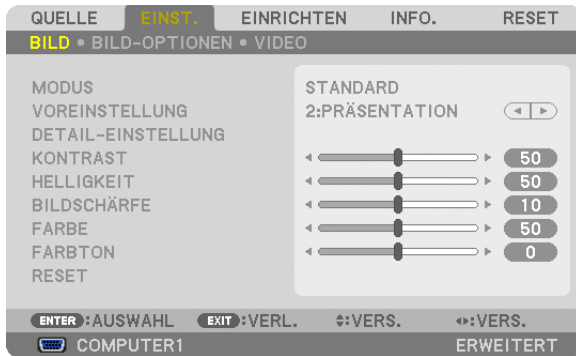 QUELLE EINST. EINRICHTEN INFO. RESET
BILD • BILD-OPTIONEN • VIDEO
MODUS STANDARD
VOREINSTELLUNG 2:PRÄSENTATION
DETAIL-EINSTELLUNG
KONTRAST 50
HELLIGKEIT 50
BILDSCHÄRFE 10
FARBE 50
FARBTON 0
RESET
ENTER :AUSWAHL EXIT :VERL. :VERS. :VERS.
COMPUTER1 ERWEITERT